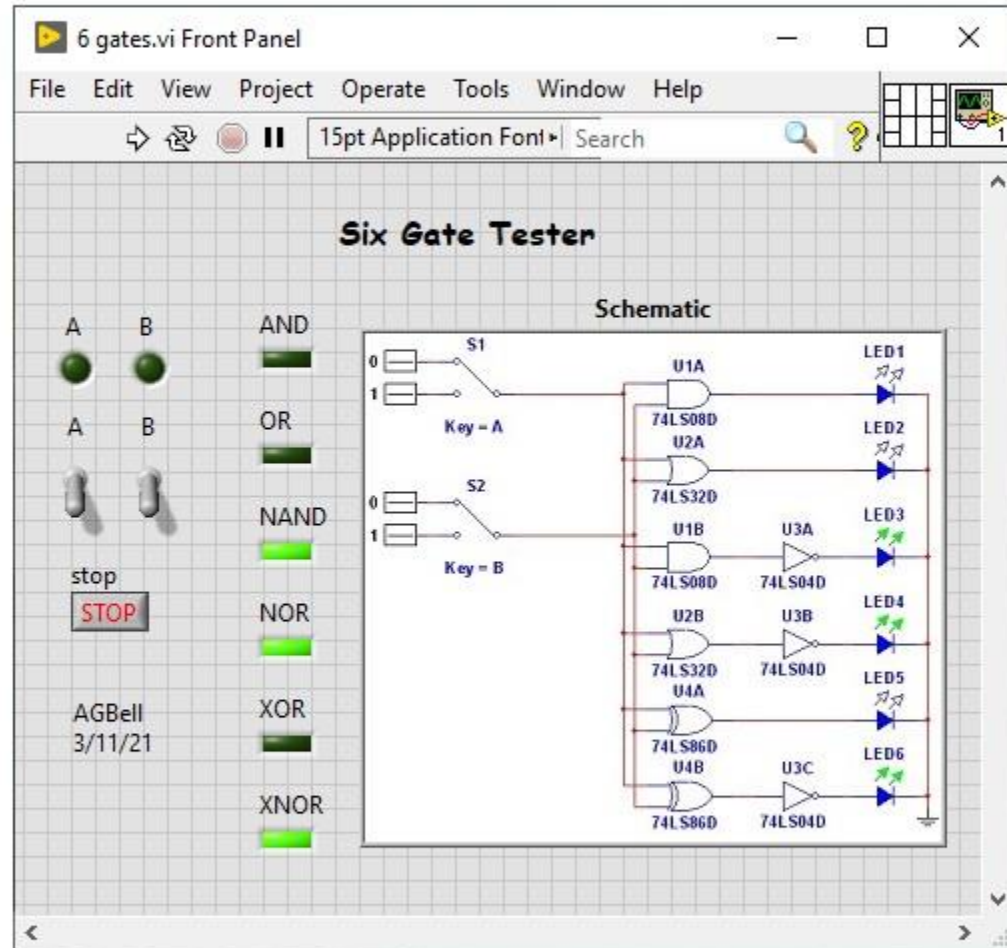 6 gates.vi Front Panel
File Edit View Project Operate Tools Window Help
15pt Application Font Search
1
Six Gate Tester
Schematic
A B
A B
stop
STOP
AGBell
3/11/21
AND
OR
NAND
NOR
XOR
XNOR
0
1
S1
Key = A
0
1
S2
Key = B
U1A
74LS08D
LED1
U2A
74LS32D
LED2
U1B
74LS08D
U3A
74LS04D
LED3
U2B
74LS32D
U3B
74LS04D
LED4
U4A
74LS86D
LED5
U4B
74LS86D
U3C
74LS04D
LED6